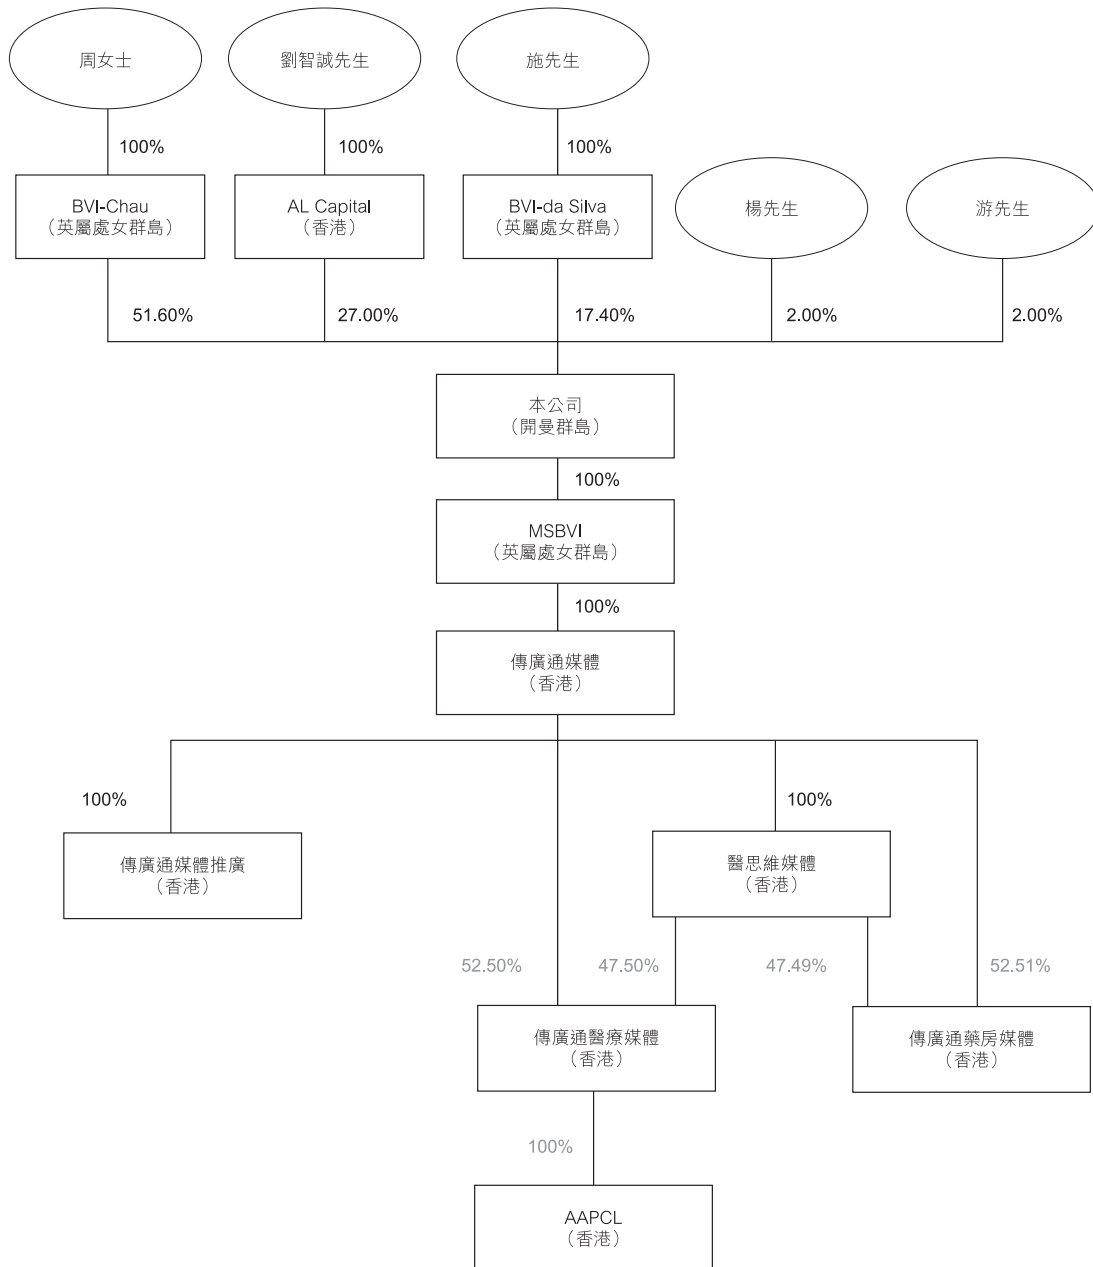 周女士
劉智誠先生
施先生
100%
100%
100%
BVI-Chau
（英屬處女群島）
AL Capital
（香港）
BVI-da Silva
（英屬處女群島）
楊先生
游先生
51.60%
27.00%
17.40%
2.00%
2.00%
本公司
（開曼群島）
100%
MSBVI
（英屬處女群島）
100%
傳廣通媒體
（香港）
100%
100%
傳廣通媒體推廣
（香港）
醫思維媒體
（香港）
52.50%
47.50%
47.49%
52.51%
傳廣通醫療媒體
（香港）
傳廣通藥房媒體
（香港）
100%
AAPCL
（香港）